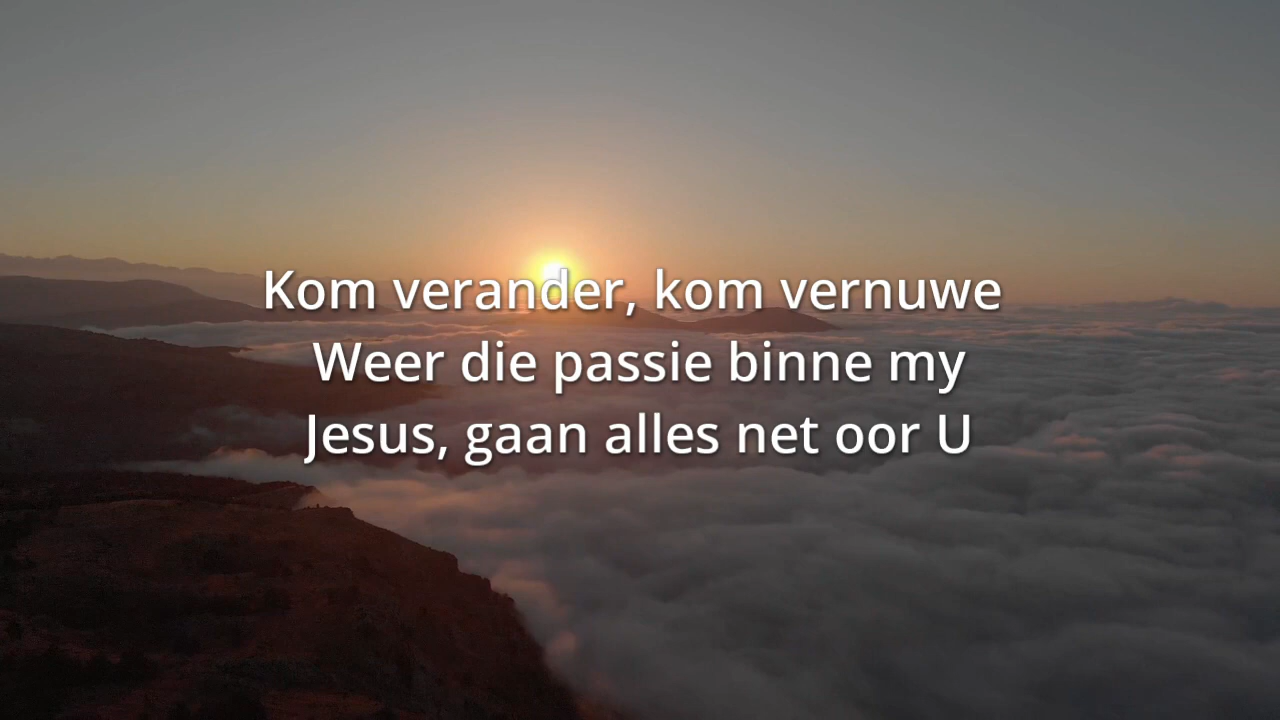 Kom verander, kom vernuwe
Weer die passie binne my
Jesus, gaan alles net oor U